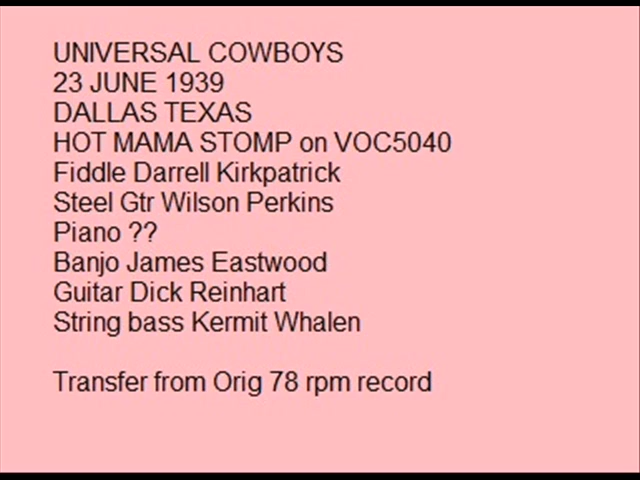 UNIVERSAL COWBOYS
23 JUNE 1939
DALLAS TEXAS
HOT MAMA STOMP on VOC5040
Fiddle Darrell Kirkpatrick
Steel Gtr Wilson Perkins
Piano ??
Banjo James Eastwood
Guitar Dick Reinhart
String bass Kermit Whalen
Transfer from Orig 78 rpm record